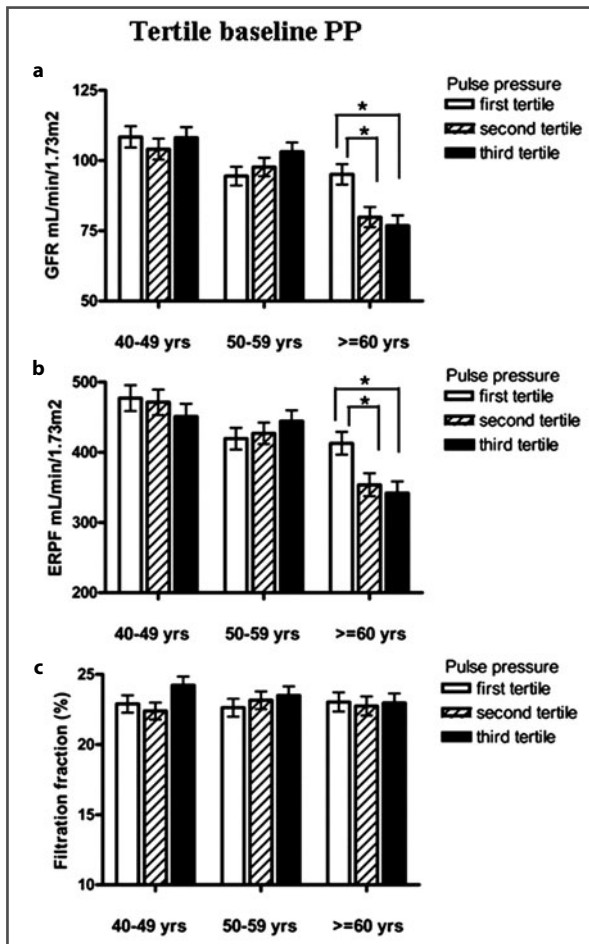 Tertile baseline PP
a
GFR mL/min/1.73m2
125
100
75
50
40-49 yrs 50-59 yrs >=60 yrs
* 
*
Pulse pressure
first tertile
second tertile
third tertile
b
ERPF mL/min/1.73m2
500
400
300
200
40-49 yrs 50-59 yrs >=60 yrs
*
*
Pulse pressure
first tertile
second tertile
third tertile
c
Filtration fraction (%)
25
22
15
10
40-49 yrs 50-59 yrs >=60 yrs
Pulse pressure
first tertile
second tertile
third tertile